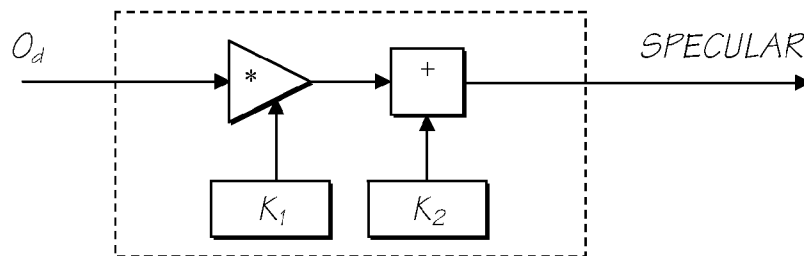 O_d
SPECULAR
*
+
K_1
K_2